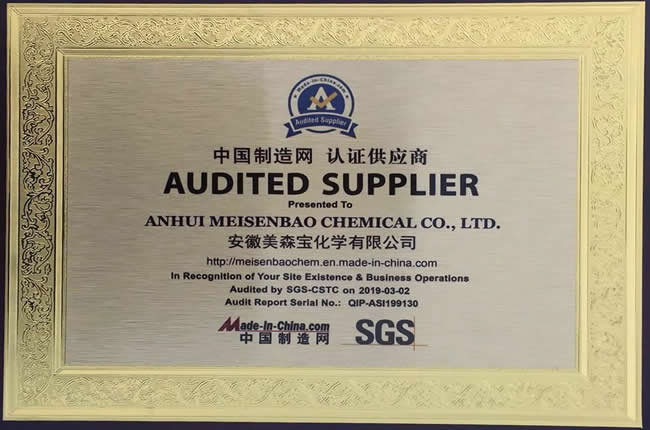 Made-in-China.com
Audited Supplier
中国制造网 认证供应商
AUDITED SUPPLIER
Presented To
ANHUI MEISENBAO CHEMICAL CO., LTD.
安徽美森宝化学有限公司
http://meisenbaochem.en.made-in-china.com
In Recognition of Your Site Existence & Business Operations
Audited by SGS-CSTC on 2019-03-02
Audit Report Serial No.: QIP-ASI199130
Made-in-China.com
中国制造网
SGS